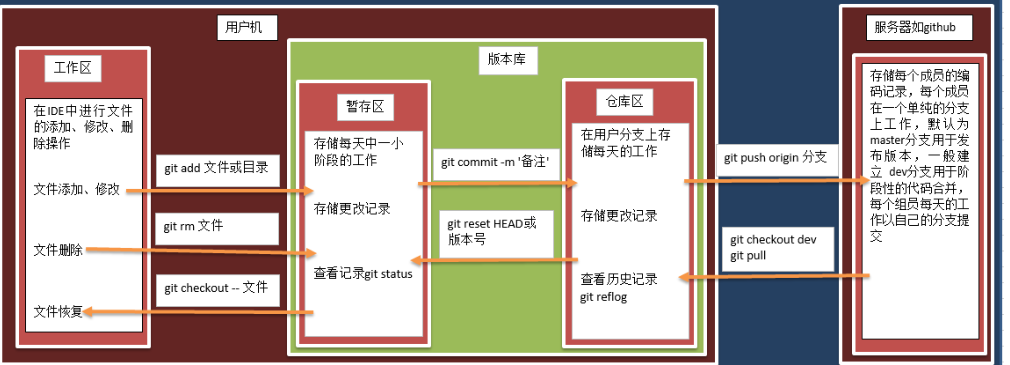 用户机
服务器如github
版本库
工作区
暂存区
仓库区
在IDE中进行文件
的添加、修改、删
除操作
文件添加、修改
文件删除
文件恢复
git add 文件或目录
git rm 文件
git checkout -- 文件
存储每天中一小
阶段的工作
存储更改记录
查看记录git status
git commit -m '备注'
git reset HEAD或
版本号
在用户分支上存
储每天的工作
存储更改记录
查看历史记录
git reflog
git push origin 分支
git checkout dev
git pull
存储每个成员的编
码记录，每个成员
在一个单纯的分支
上工作，默认为
master分支用于发
布版本，一般建
立 dev分支用于阶
段性的代码合并，
每个组员每天的工
作以自己的分支提
交